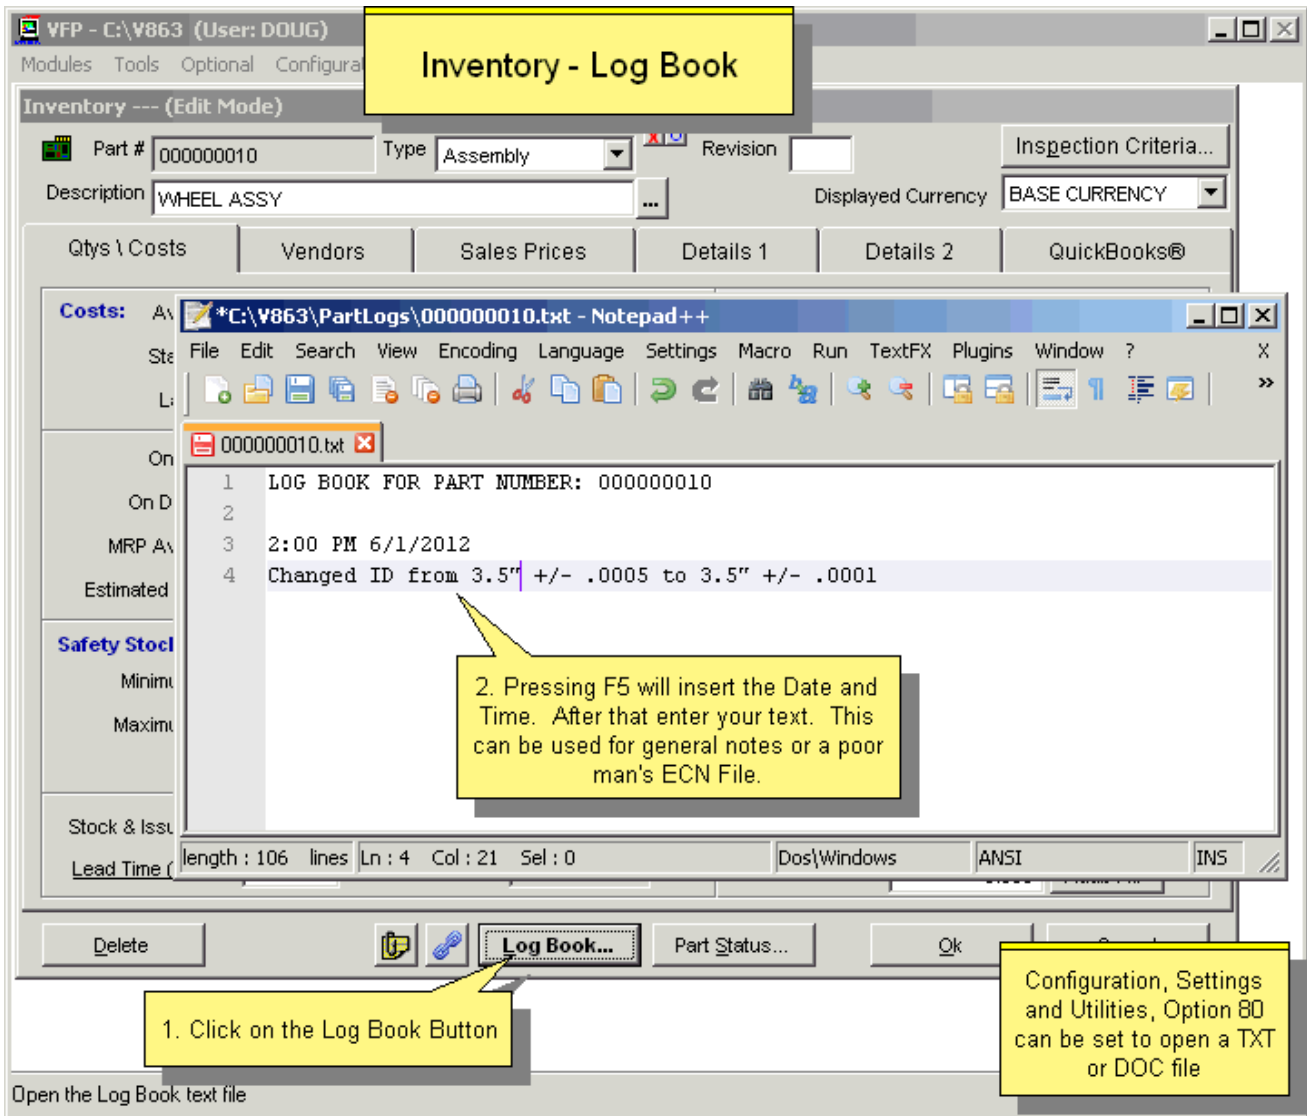 VFP - C:\V863 (User: DOUG)
Inventory - Log Book
Modules Tools Optional
Inventory --- (Edit Mode)
Part # 000000010 Type Assembly Revision Inspection Criteria...
Description WHEEL ASSY ... Displayed Currency BASE CURRENCY
Qtys \ Costs Vendors Sales Prices Details 1 Details 2 QuickBooks®
Costs:
*C:\V863\PartLogs\000000010.txt - Notepad++
File Edit Search View Encoding Language Settings Macro Run TextFX Plugins Window ? X
000000010.txt
1 LOG BOOK FOR PART NUMBER: 000000010
2
3 2:00 PM 6/1/2012
4 Changed ID from 3.5" +/- .0005 to 3.5" +/- .0001
On
On D
MRP
Estimated
Safety
2. Pressing F5 will insert the Date and
Time. After that enter your text. This
can be used for general notes or a poor
man's ECN File.
Stock &
Lead Time (
length : 106 lines Ln : 4 Col : 21 Sel : 0 Dos\Windows ANSI INS
Delete Log Book... Part Status... Ok
1. Click on the Log Book Button
Configuration, Settings
and Utilities, Option 80
can be set to open a TXT
or DOC file
Open the Log Book text file